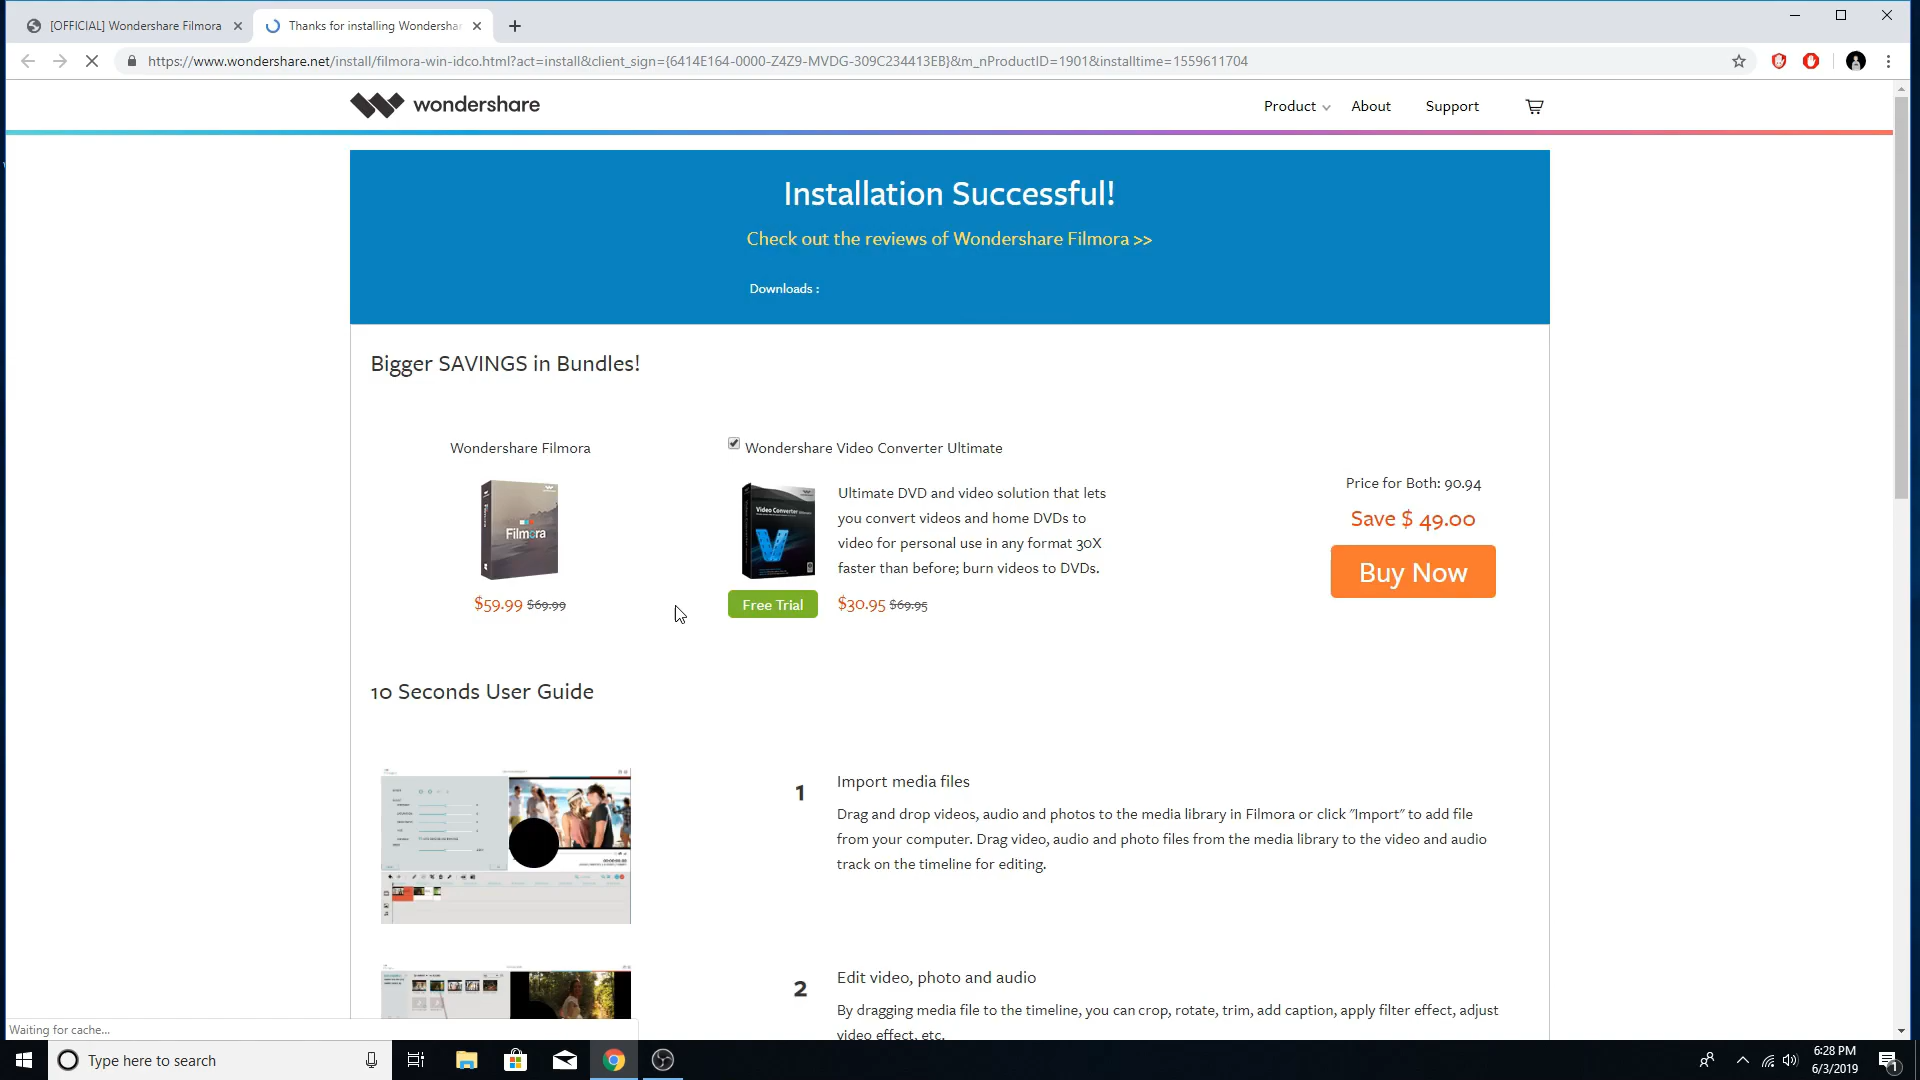 [OFFICIAL] Wondershare Filmora
Thanks for installing Wondersha
https://www.wondershare.net/install/filmora-win-idco.html?act=install&client_sign={6414E164-0000-Z4Z9-MVDG-309C234413EB}&m_nProductID=1901&installtime=1559611704
wondershare
Product
About
Support
Installation Successful!
Check out the reviews of Wondershare Filmora >>
Downloads :
Bigger SAVINGS in Bundles!
Wondershare Filmora
Filmora
$59.99 $69.99
Wondershare Video Converter Ultimate
Video Converter
Ultimate DVD and video solution that lets
you convert videos and home DVDs to
video for personal use in any format 30X
faster than before; burn videos to DVDs.
Free Trial
$30.95 $69.95
Price for Both: 90.94
Save $ 49.00
Buy Now
10 Seconds User Guide
1
Import media files
Drag and drop videos, audio and photos to the media library in Filmora or click "Import" to add file
from your computer. Drag video, audio and photo files from the media library to the video and audio
track on the timeline for editing.
2
Edit video, photo and audio
By dragging media file to the timeline, you can crop, rotate, trim, add caption, apply filter effect, adjust
video effect, etc.
Waiting for cache...
Type here to search
6:28 PM
6/3/2019
1